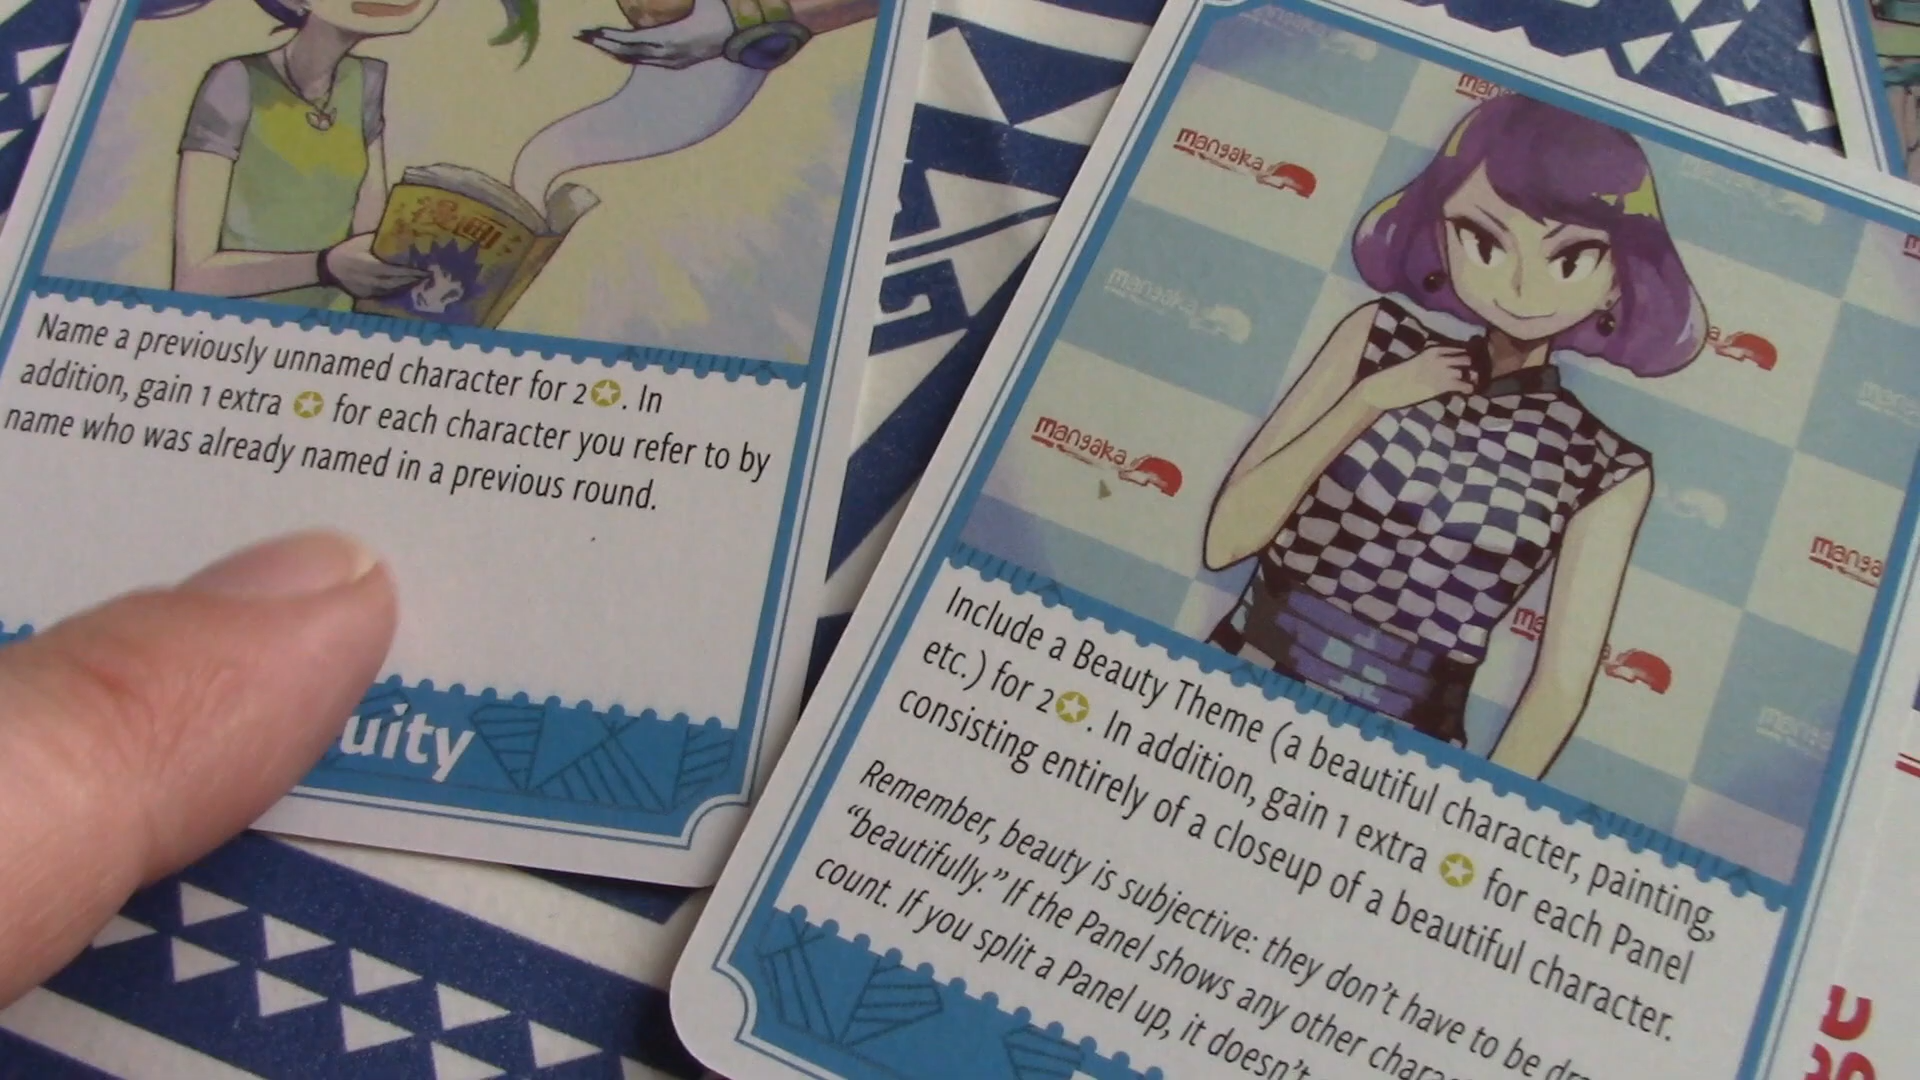 漫画
Name a previously unnamed character for 2 . In
addition, gain 1 extra for each character you refer to by
name who was already named in a previous round.
uity
mangaka
mangaka
mangaka
mangaka
Include a Beauty Theme (a beautiful character, painting,
etc.) for 2 . In addition, gain 1 extra for each Panel
consisting entirely of a closeup of a beautiful character.
Remember, beauty is subjective: they don't have to be dr
"beautifully." If the Panel shows any other charac
count. If you split a Panel up, it doesn't